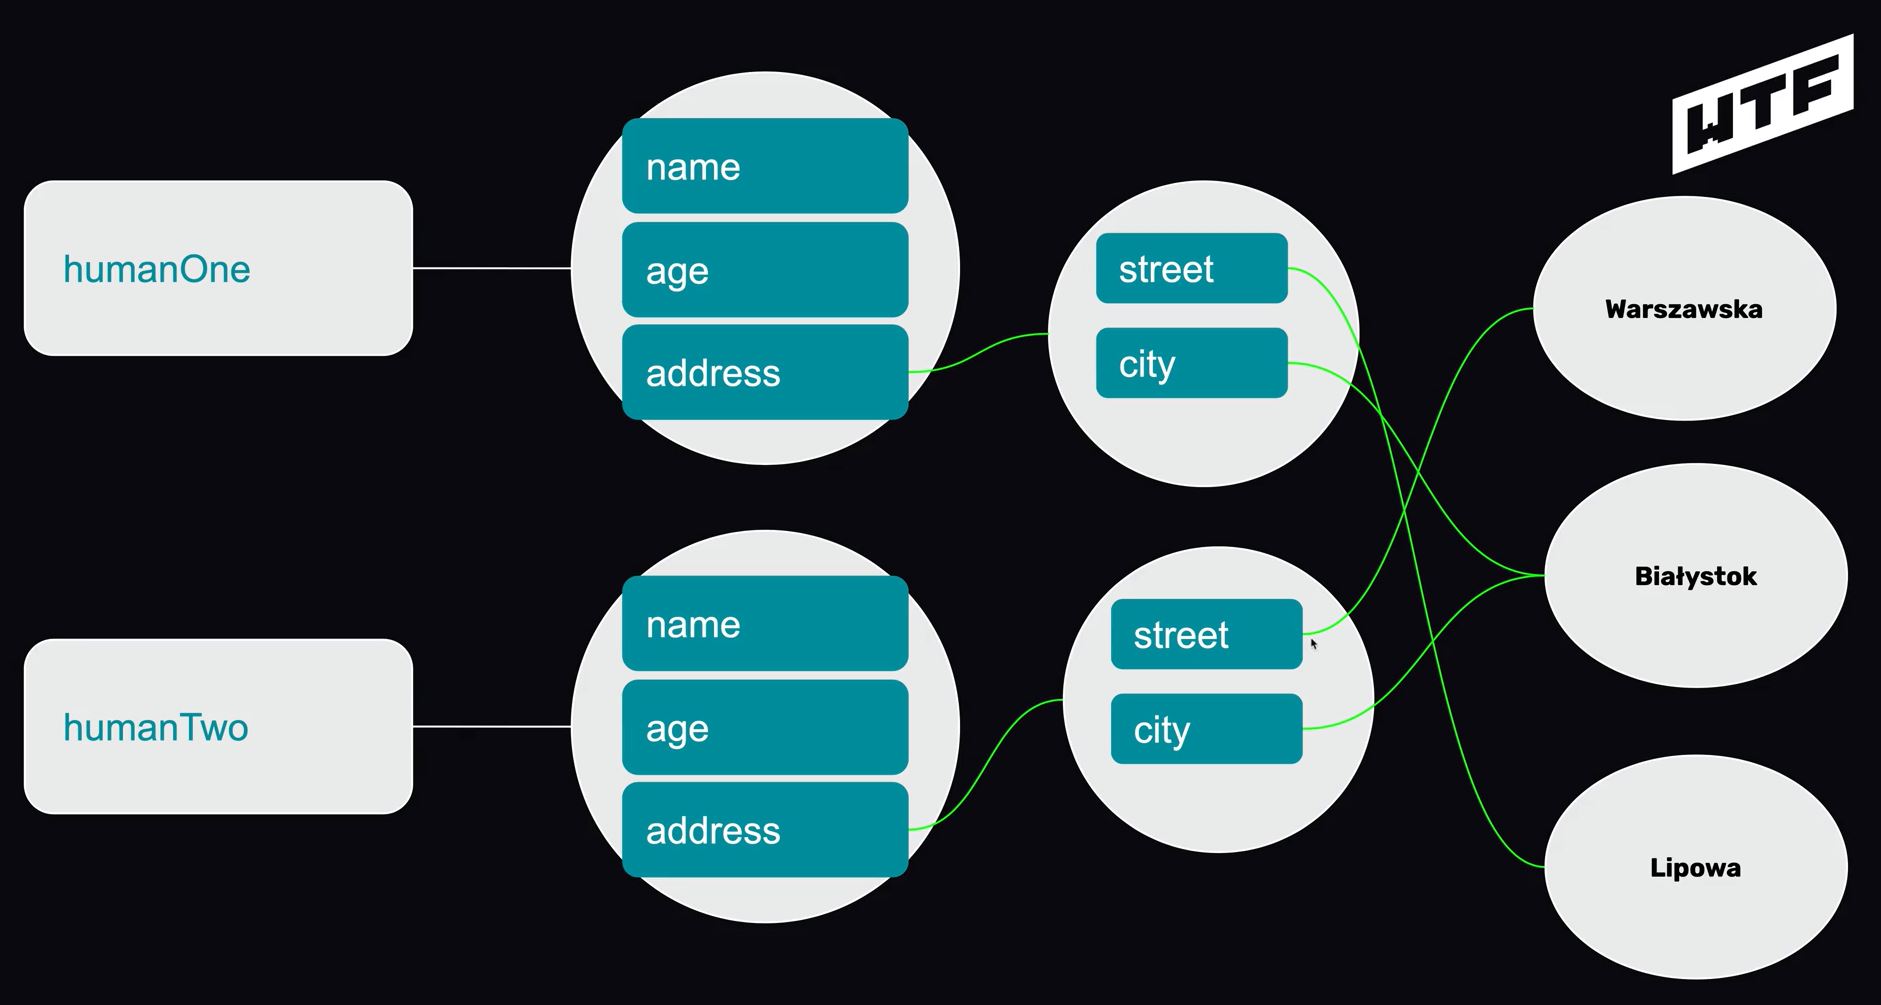 WTF
humanOne
name
age
address
street
city
Warszawska
Białystok
humanTwo
name
age
address
street
city
Lipowa